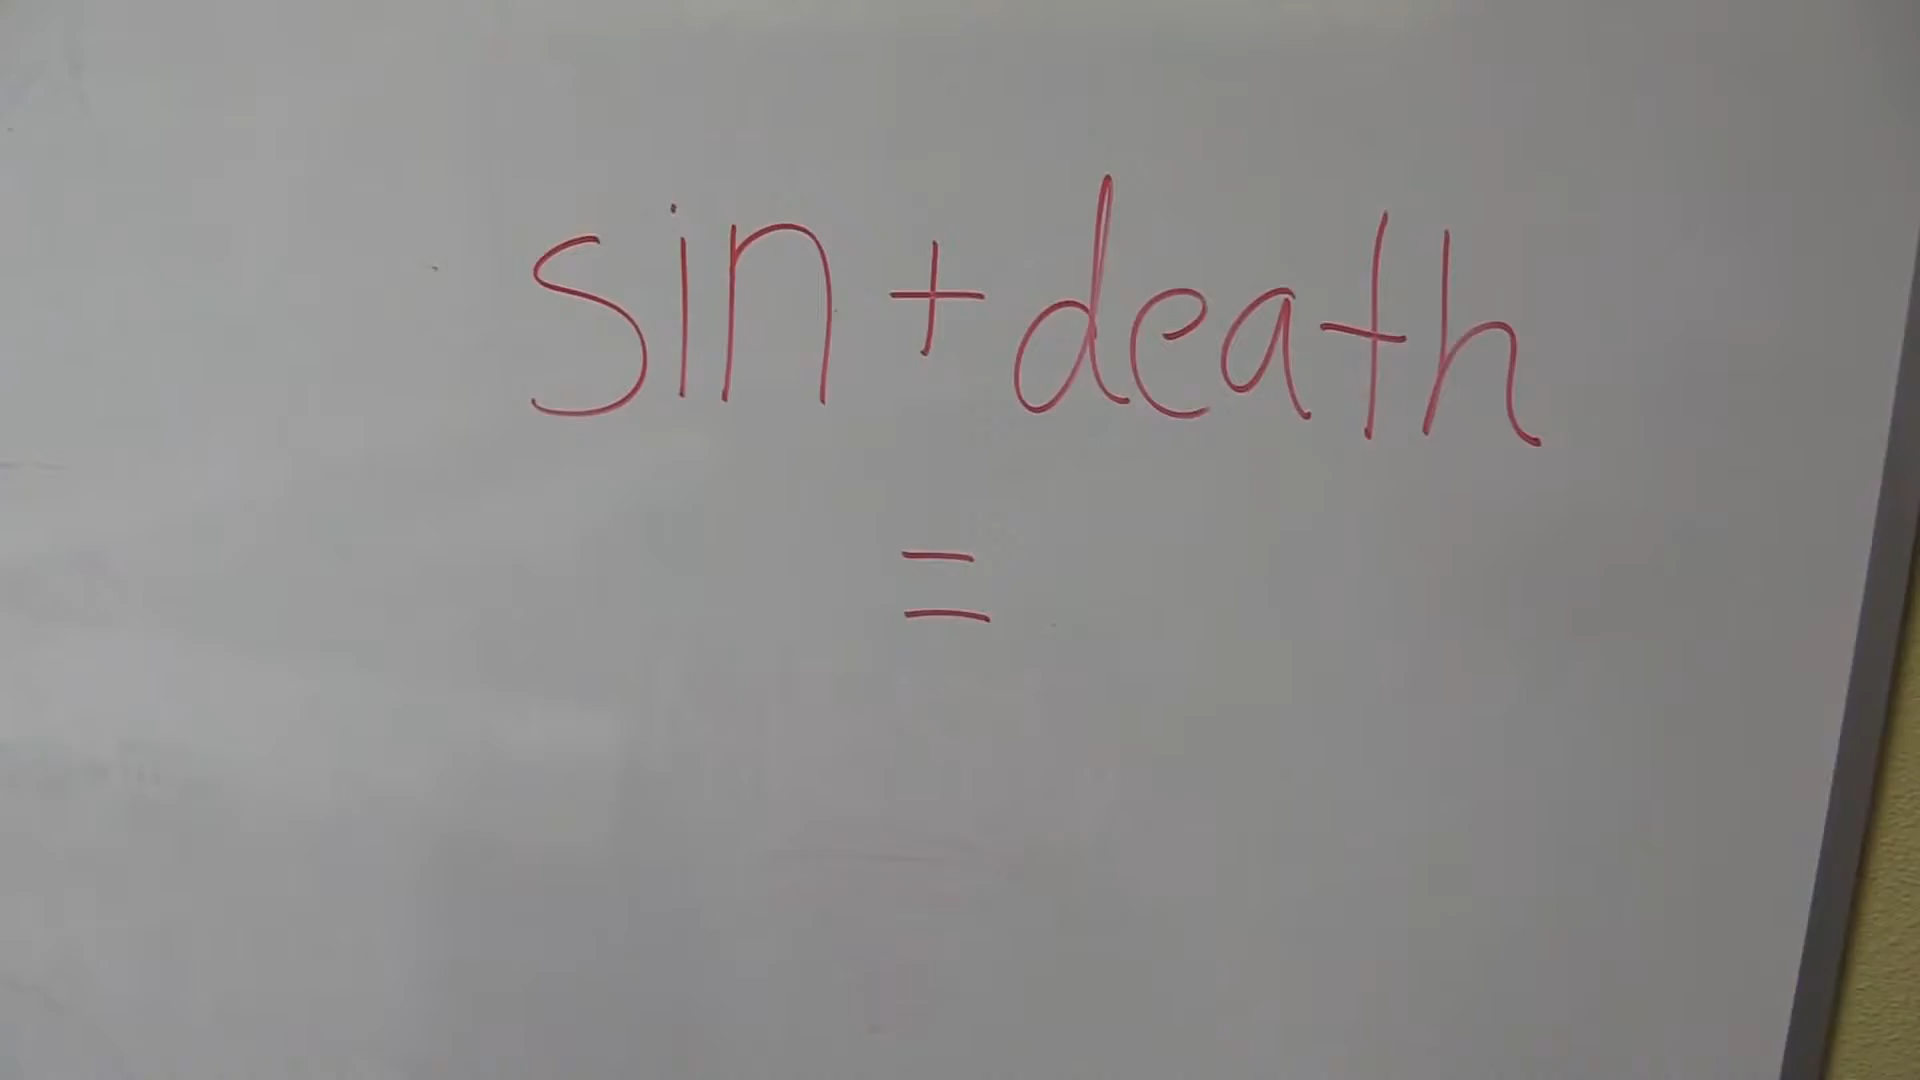 sin + death
=